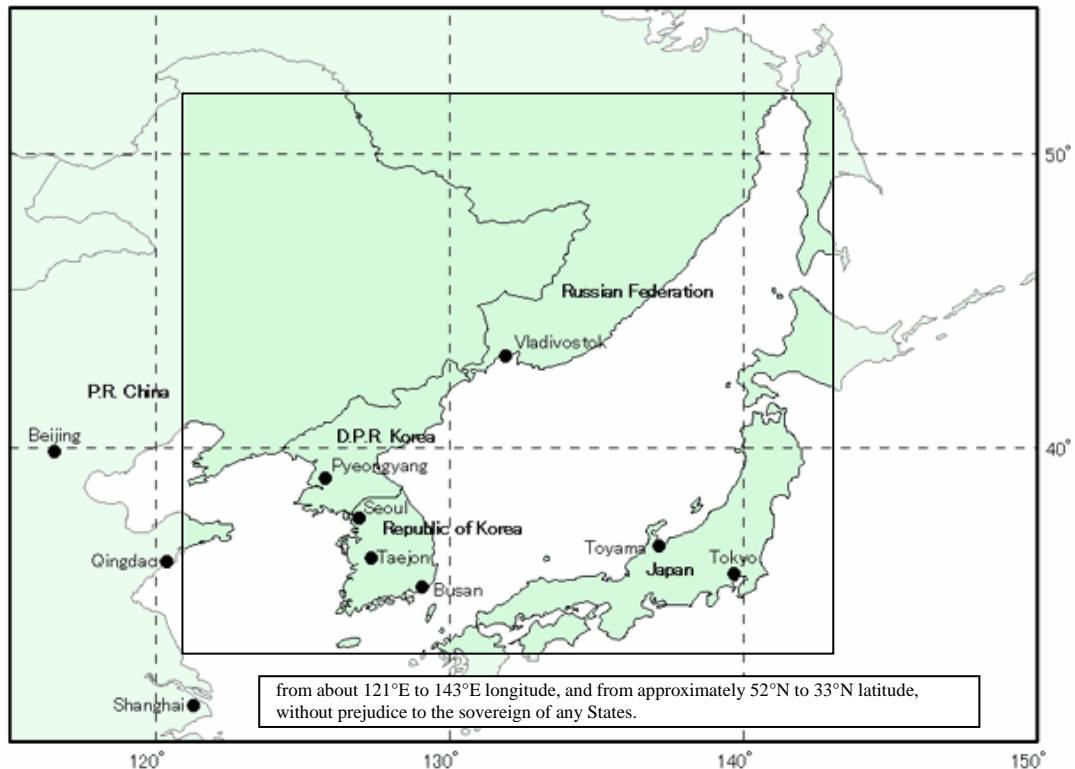 50°
Russian Federation
Vladivostok
P.R. China
Beijing
D.P.R. Korea
40°
Pyeongyang
Seoul
Republic of Korea
Qingdao
Taejon
Toyama
Tokyo
Japan
Busan
from about 121°E to 143°E longitude, and from approximately 52°N to 33°N latitude,
without prejudice to the sovereign of any States.
Shanghai
120°
130°
140°
150°